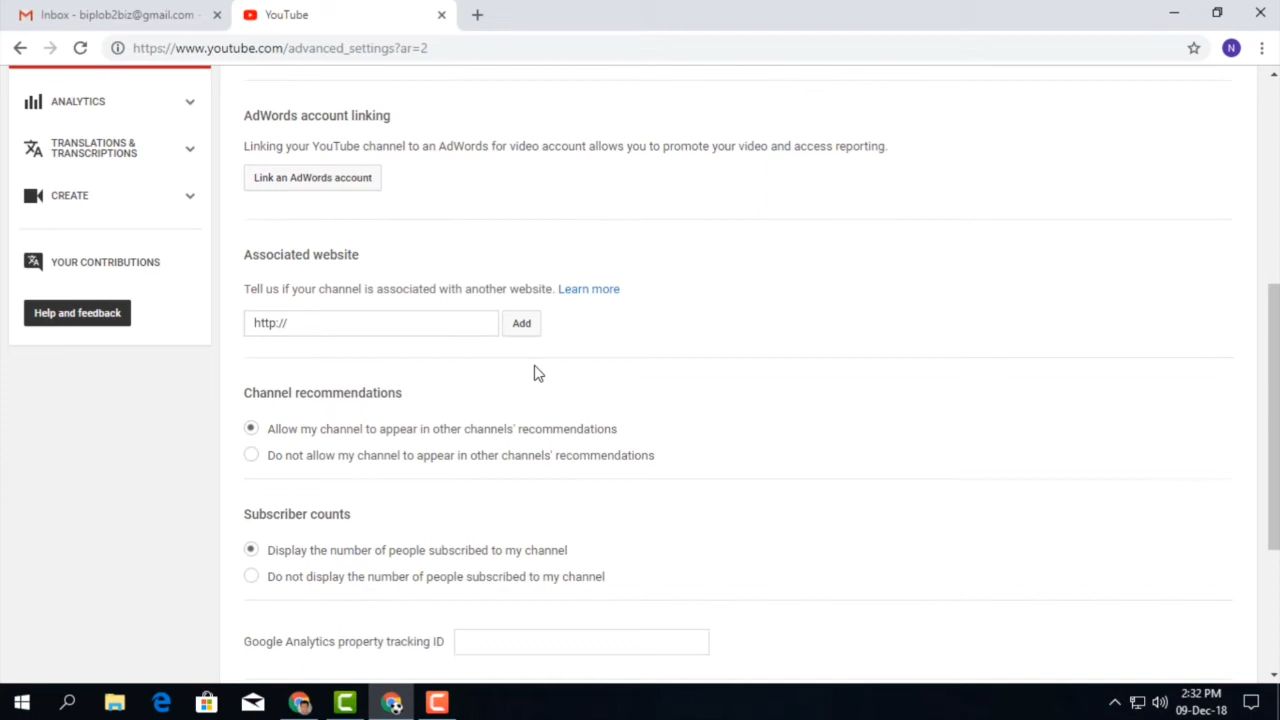 Inbox - biplob2biz@gmail.com -
YouTube
https://www.youtube.com/advanced_settings?ar=2
N
ANALYTICS
TRANSLATIONS &
TRANSCRIPTIONS
CREATE
YOUR CONTRIBUTIONS
Help and feedback
AdWords account linking
Linking your YouTube channel to an AdWords for video account allows you to promote your video and access reporting.
Link an AdWords account
Associated website
Tell us if your channel is associated with another website. Learn more
http://
Add
Channel recommendations
Allow my channel to appear in other channels' recommendations
Do not allow my channel to appear in other channels' recommendations
Subscriber counts
Display the number of people subscribed to my channel
Do not display the number of people subscribed to my channel
Google Analytics property tracking ID
2:32 PM
09-Dec-18